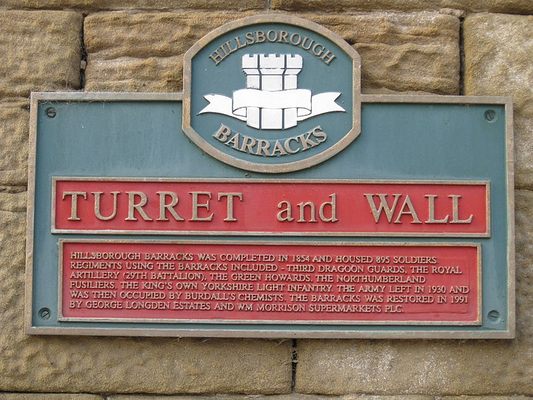 HILLSBOROUGH
BARRACKS
TURRET and WALL
HILLSBOROUGH BARRACKS WAS COMPLETED IN 1854 AND HOUSED 895 SOLDIERS
REGIMENTS USING THE BARRACKS INCLUDED - THIRD DRAGOON GUARDS, THE ROYAL
ARTILLERY (29TH BATTALION), THE GREEN HOWARDS, THE NORTHUMBERLAND
FUSILIERS, THE KING'S OWN YORKSHIRE LIGHT INFANTRY. THE ARMY LEFT IN 1930 AND
WAS THEN OCCUPIED BY BURDALL'S CHEMISTS. THE BARRACKS WAS RESTORED IN 1991
BY GEORGE LONGDEN ESTATES AND WM MORRISON SUPERMARKETS PLC.